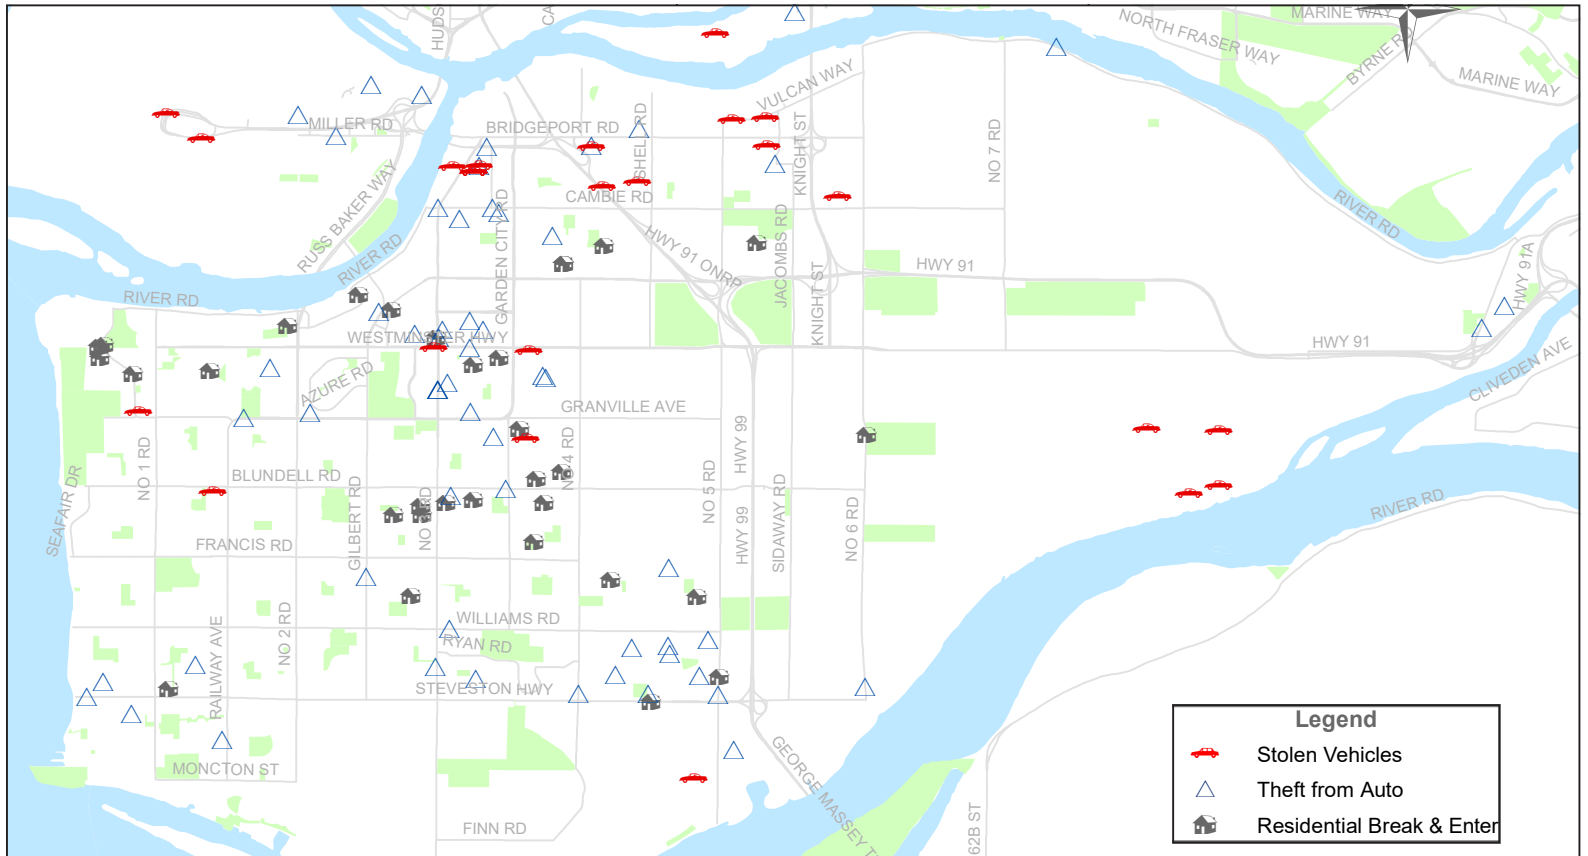 HUDS
CA
NORTH FRASER WAY
MARINE WAY
BYRNE RD
MARINE WAY
VULCAN WAY
MILLER RD
BRIDGEPORT RD
SHELL RD
KNIGHT ST
NO 7 RD
CAMBIE RD
RUSS BAKER WAY
RIVER RD
GARDEN CITY RD
HWY 91 ONRP
JACOMBS RD
KNIGHT ST
HWY 91
RIVER RD
HWY 91A
RIVER RD
WESTMINSTER HWY
HWY 91
CLIVEDEN AVE
AZURE RD
GRANVILLE AVE
NO 1 RD
BLUNDELL RD
NO 4 RD
HWY 99
NO 5 RD
SEAFAIR DR
GILBERT RD
NO RD
FRANCIS RD
HWY 99
SIDAWAY RD
NO 6 RD
RIVER RD
WILLIAMS RD
RYAN RD
NO 2 RD
RAILWAY AVE
STEVESTON HWY
MONCTON ST
GEORGE MASSEY T
FINN RD
62B ST
Legend
Stolen Vehicles
Theft from Auto
Residential Break & Enter